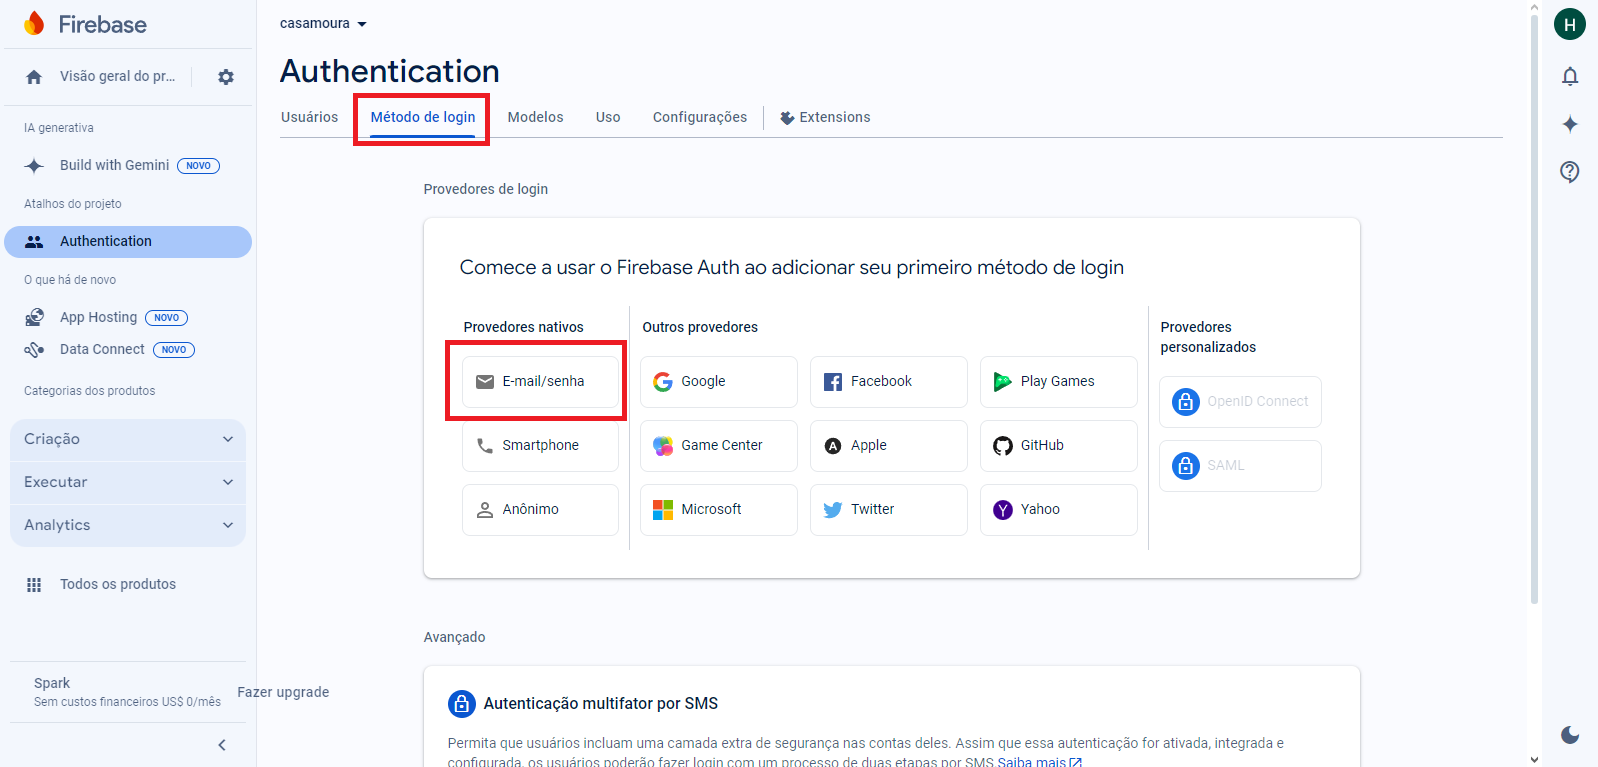 Firebase
casamoura
H
Visão geral do pr...
Authentication
Usuários
Método de login
Modelos
Uso
Configurações
Extensions
IA generativa
Build with Gemini
NOVO
Atalhos do projeto
Authentication
O que há de novo
App Hosting
NOVO
Data Connect
NOVO
Categorias dos produtos
Criação
Executar
Analytics
Todos os produtos
Spark
Sem custos financeiros US$ 0/mês
Fazer upgrade
Provedores de login
Comece a usar o Firebase Auth ao adicionar seu primeiro método de login
Provedores nativos
E-mail/senha
Smartphone
Anônimo
Outros provedores
Google
Facebook
Play Games
Game Center
Apple
GitHub
Microsoft
Twitter
Yahoo
Provedores
personalizados
OpenID Connect
SAML
Avançado
Autenticação multifator por SMS
Permita que usuários incluam uma camada extra de segurança nas contas deles. Assim que essa autenticação for ativada, integrada e
configurada, os usuários poderão fazer login com um processo de duas etapas por SMS.Saiba mais